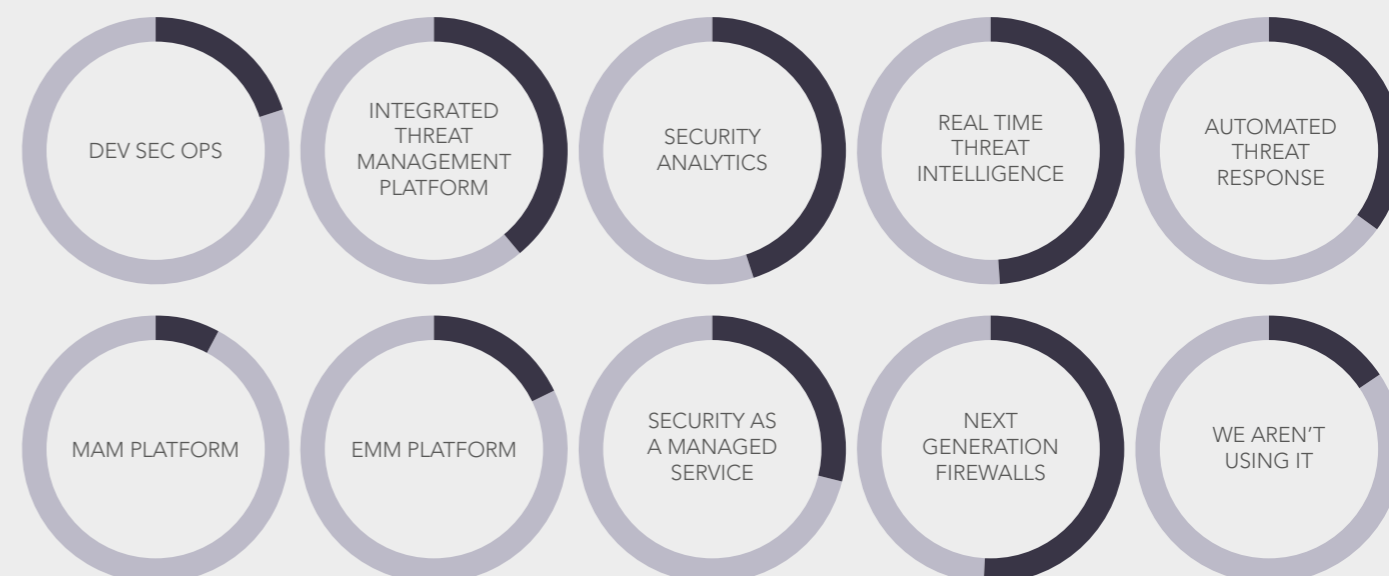 DEV SEC OPS
INTEGRATED
THREAT
MANAGEMENT
PLATFORM
SECURITY
ANALYTICS
REAL TIME
THREAT
INTELLIGENCE
AUTOMATED
THREAT
RESPONSE
MAM PLATFORM
EMM PLATFORM
SECURITY AS
A MANAGED
SERVICE
NEXT
GENERATION
FIREWALLS
WE AREN’T
USING IT